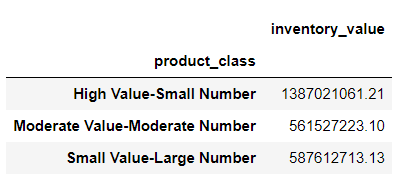 inventory_value
product_class
High Value-Small Number 1387021061.21
Moderate Value-Moderate Number 561527223.10
Small Value-Large Number 587612713.13